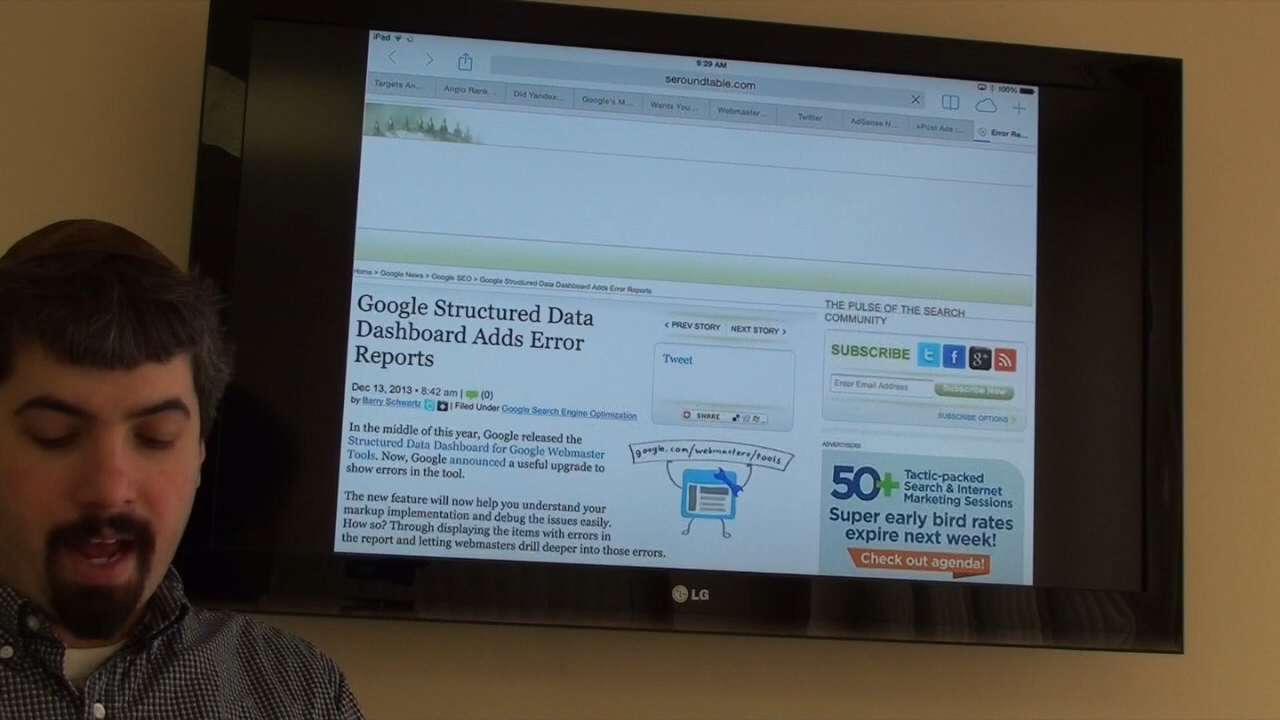 iPad
9:29 AM
100%
seroundtable.com
Targets An...
Anglo Rank...
Did Yandex...
Google's M...
Wants You...
Webmaster...
Twitter
AdSense N...
+Post Ads :...
Error Re...
Home > Google News > Google SEO > Google Structured Data Dashboard Adds Error Reports
Google Structured Data
Dashboard Adds Error
Reports
Dec 13, 2013 • 8:42 am | (0)
by Barry Schwartz | Filed Under Google Search Engine Optimization
In the middle of this year, Google released the
Structured Data Dashboard for Google Webmaster
Tools. Now, Google announced a useful upgrade to
show errors in the tool.
The new feature will now help you understand your
markup implementation and debug the issues easily.
How so? Through displaying the items with errors in
the report and letting webmasters drill deeper into those errors.
< PREV STORY
NEXT STORY >
Tweet
SHARE
google.com/webmasters/tools
THE PULSE OF THE SEARCH
COMMUNITY
SUBSCRIBE
Enter Email Address
Subscribe Now
SUBSCRIBE OPTIONS
ADVERTISERS
50+ Tactic-packed
Search & Internet
Marketing Sessions
Super early bird rates
expire next week!
Check out agenda!
LG